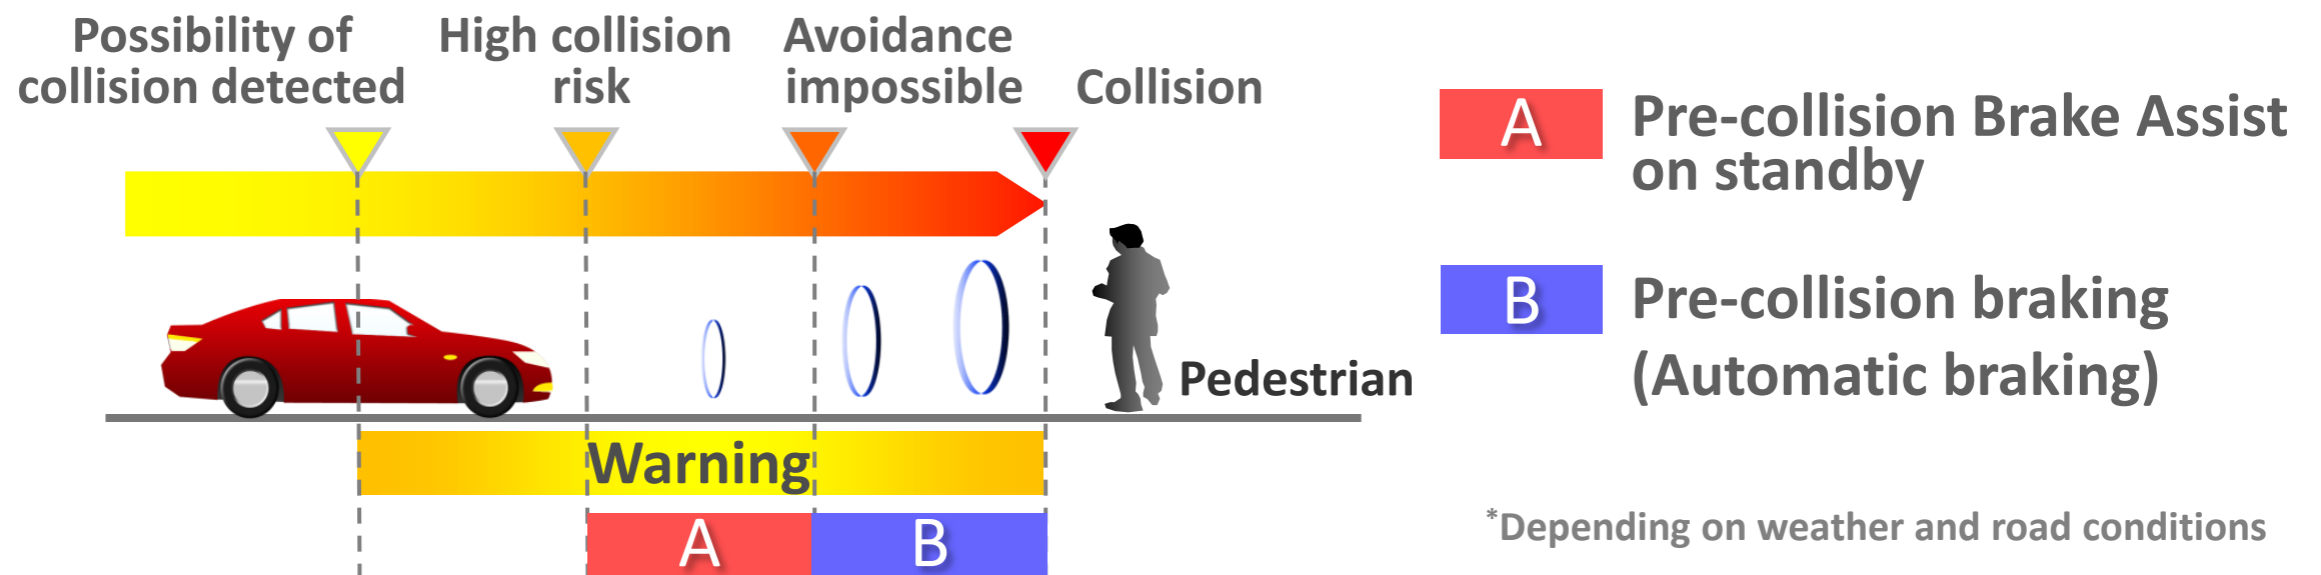 Possibility of
collision detected
High collision
risk
Avoidance
impossible
Collision
Pedestrian
Warning
A
B
A
Pre-collision Brake Assist
on standby
B
Pre-collision braking
(Automatic braking)
*Depending on weather and road conditions